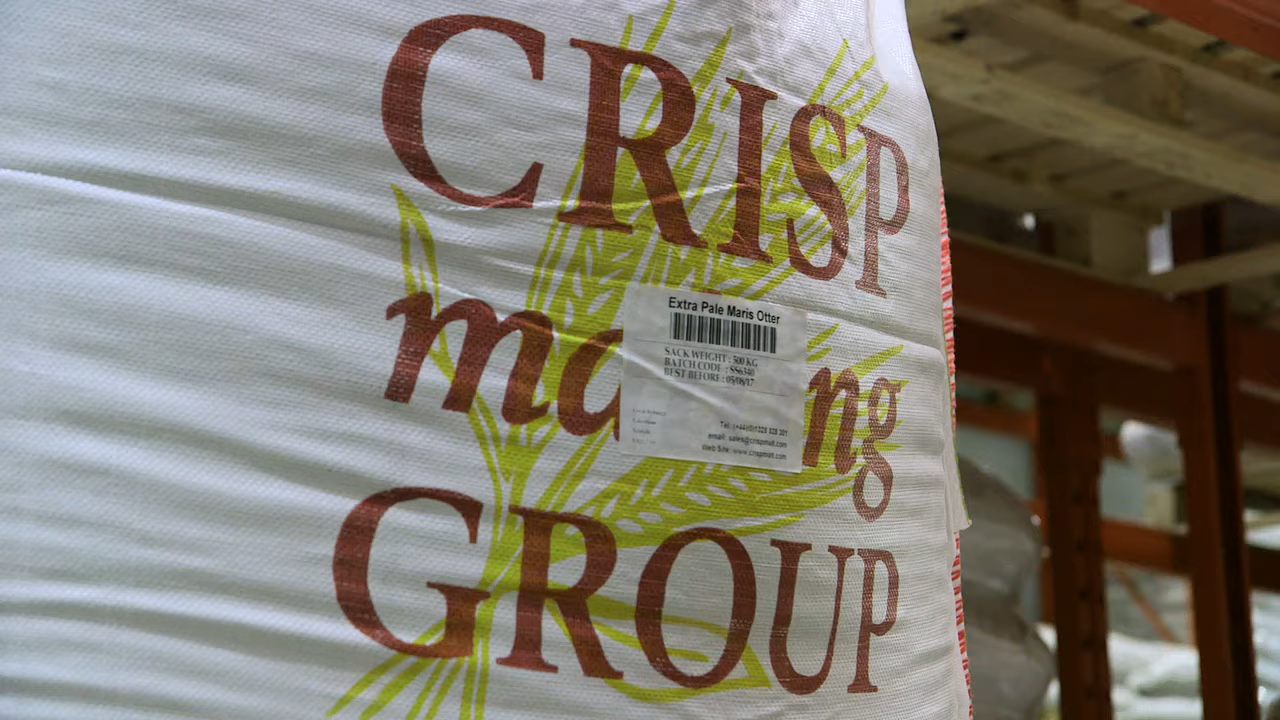 CRISP
ma
ng
GROUP
Extra Pale Maris Otter
SACK WEIGHT : 500 KG
BATCH CODE : SS6340
BEST BEFORE : 05/08/17
Tel: (+44)(0)1328 829 391
email: sales@crispmalt.com
Web Site: www.crispmalt.com